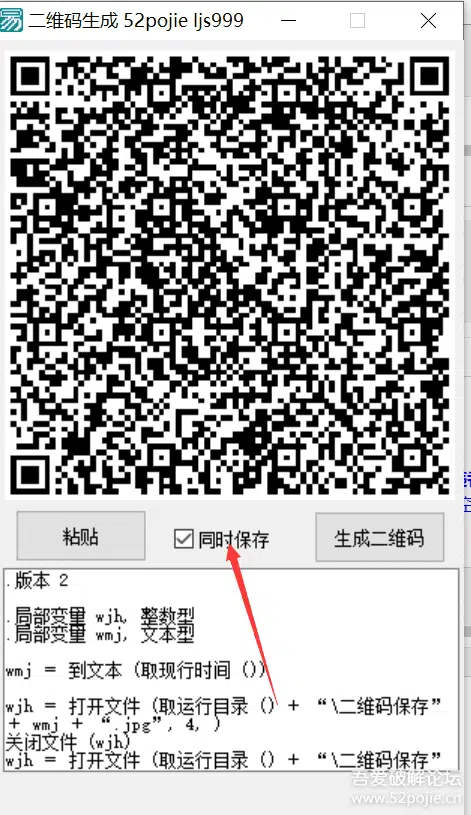 易 二维码生成 52pojie ljs999
粘贴 同时保存 生成二维码
.版本 2
.局部变量 wjh, 整数型
.局部变量 wmj, 文本型
wmj = 到文本 (取现行时间 ())
wjh = 打开文件 (取运行目录 () + “\二维码保存”
+ wmj + “.jpg”, 4, )
关闭文件 (wjh)
wjh = 打开文件 (取运行目录 () + “\二维码保存”
吾爱破解论坛
www.52pojie.cn